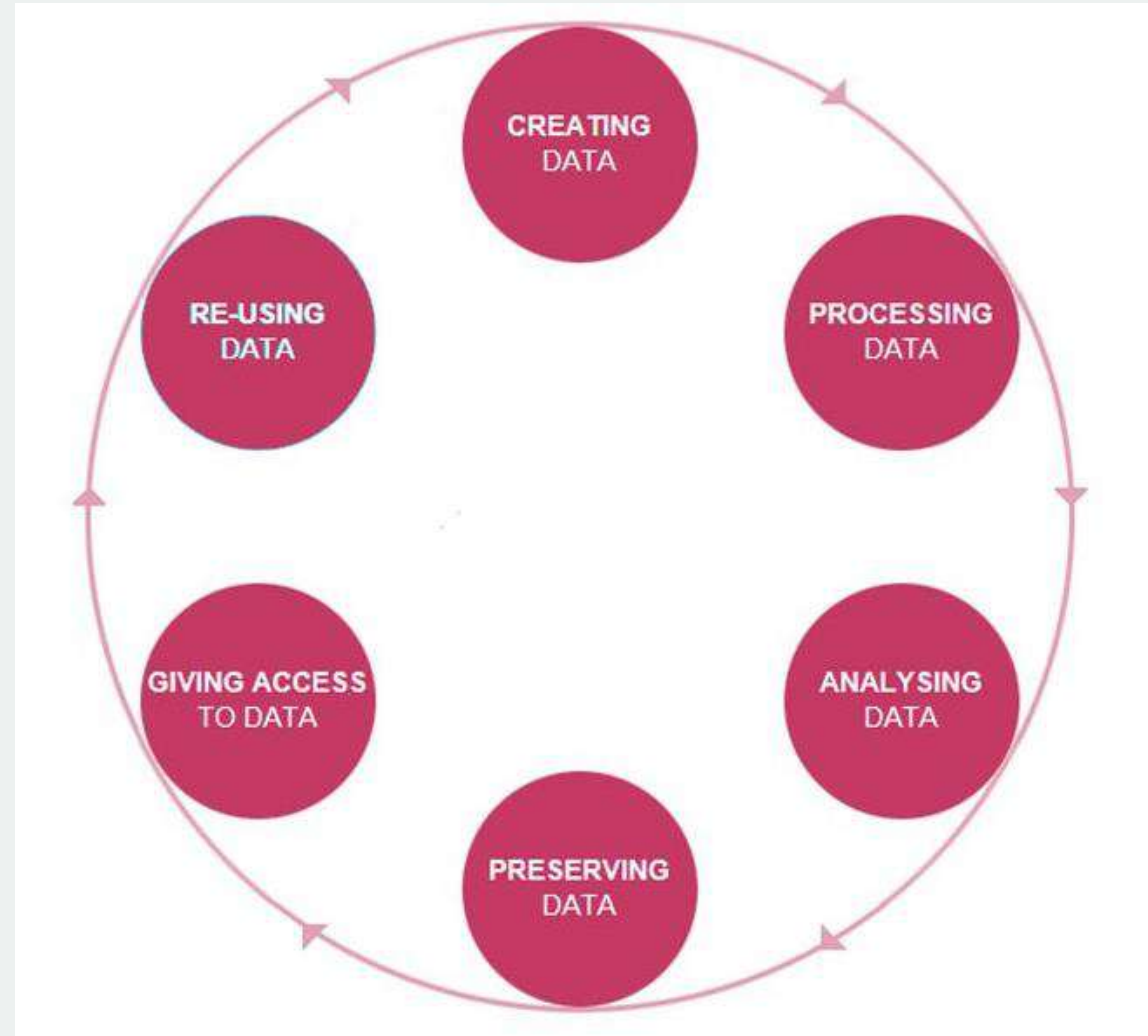 CREATING
DATA
PROCESSING
DATA
ANALYSING
DATA
PRESERVING
DATA
GIVING ACCESS
TO DATA
RE-USING
DATA